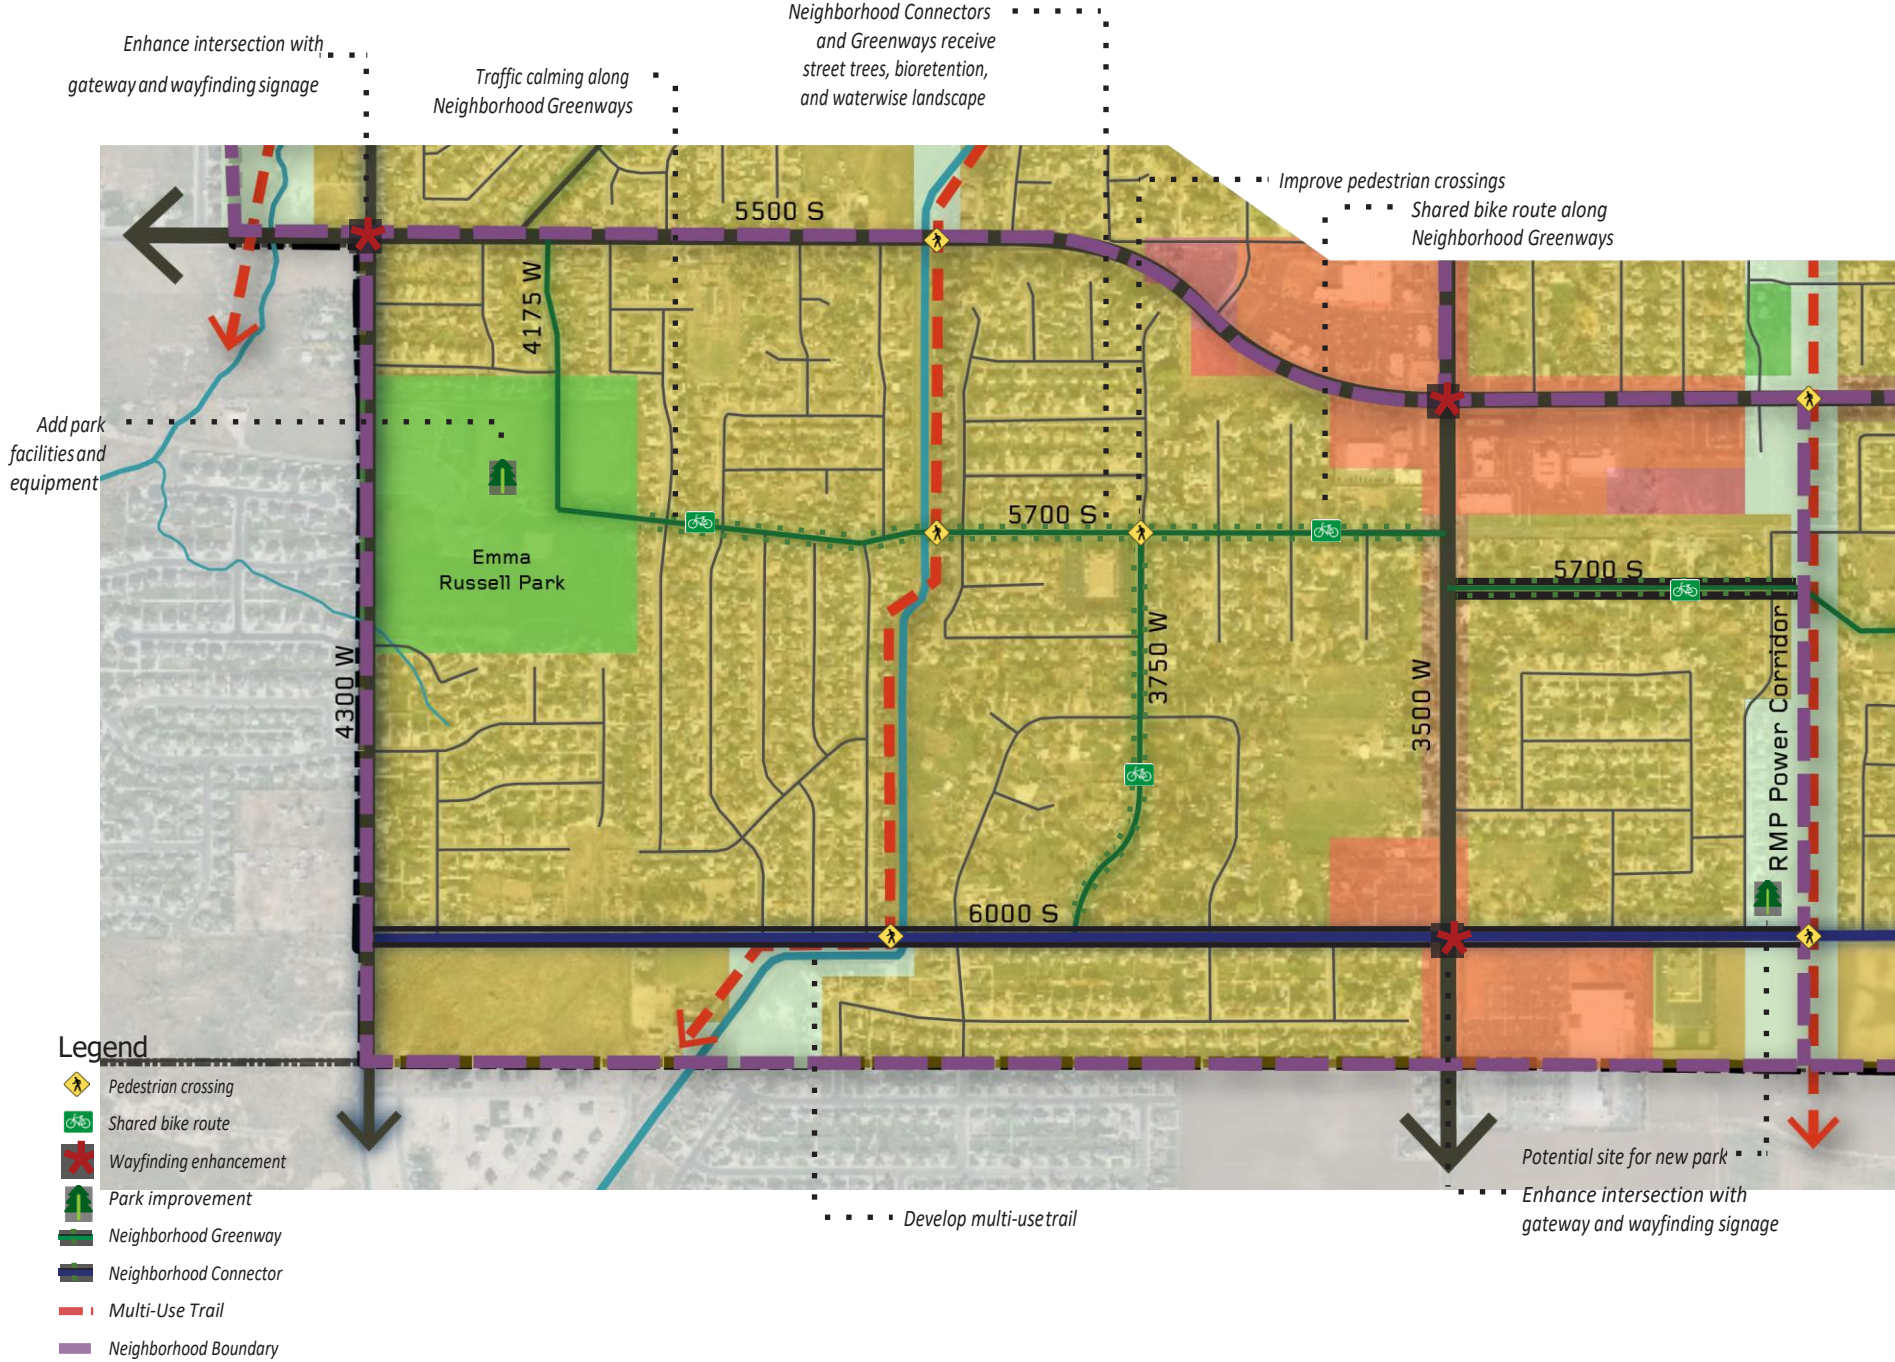 Neighborhood Connectors
and Greenways receive
street trees, bioretention,
and waterwise landscape
Enhance intersection with
gateway and wayfinding signage
Traffic calming along
Neighborhood Greenways
Improve pedestrian crossings
Shared bike route along
Neighborhood Greenways
5500 S
4175 W
Add park
facilities and
equipment
Emma
Russell Park
5700 S
5700 S
4300 W
3750 W
3500 W
RMP Power Corridor
6000 S
Legend
Pedestrian crossing
Shared bike route
Wayfinding enhancement
Park improvement
Neighborhood Greenway
Neighborhood Connector
Multi-Use Trail
Neighborhood Boundary
Develop multi-use trail
Potential site for new park
Enhance intersection with
gateway and wayfinding signage